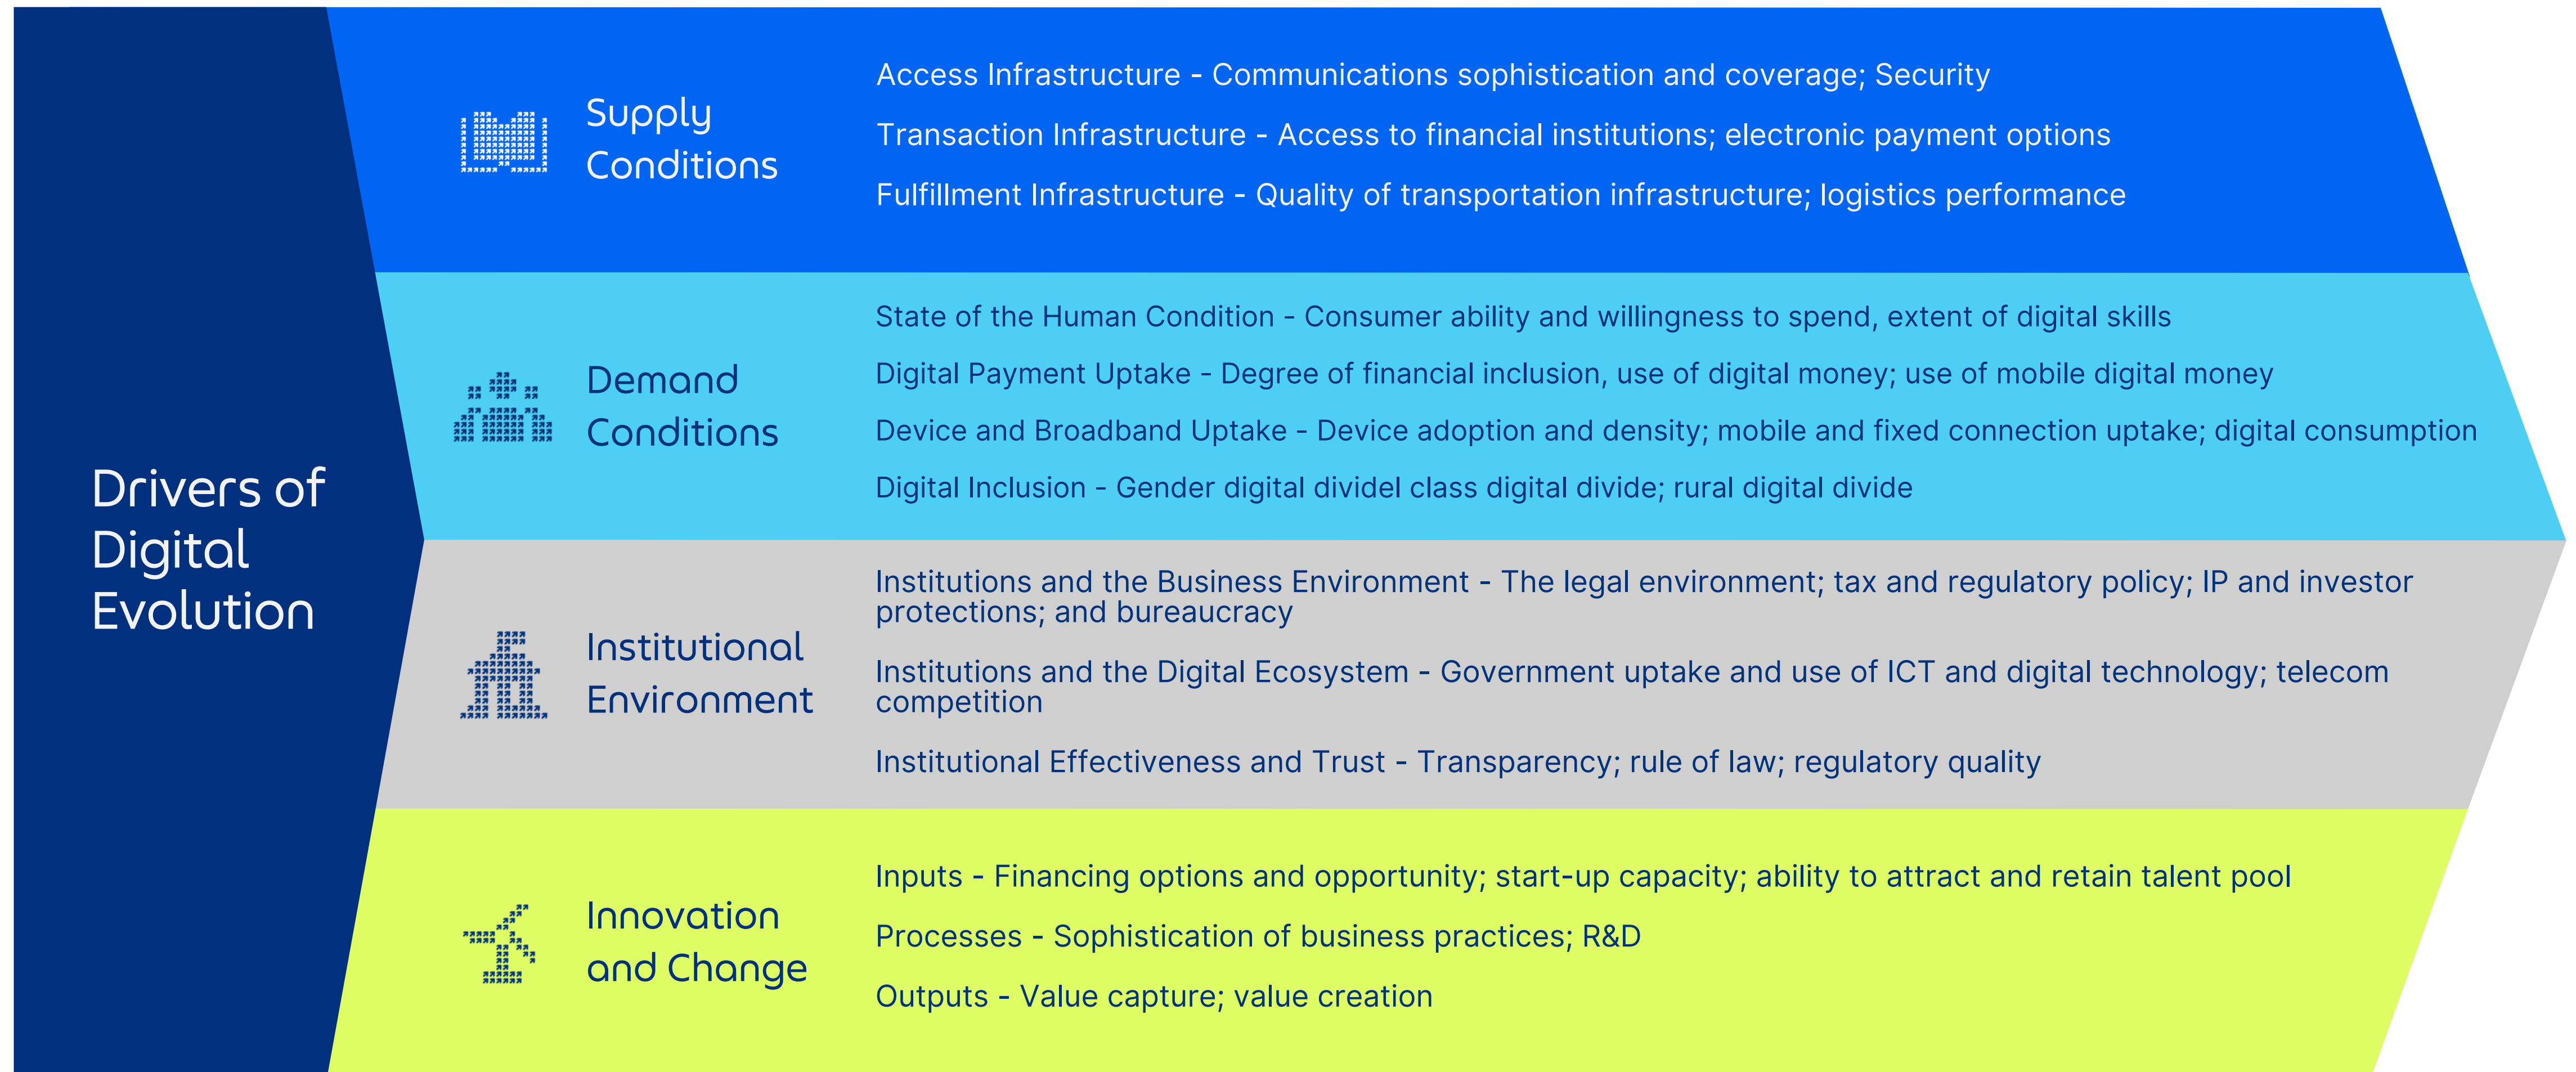 Drivers of
Digital
Evolution
Supply
Conditions
Access Infrastructure - Communications sophistication and coverage; Security
Transaction Infrastructure - Access to financial institutions; electronic payment options
Fulfillment Infrastructure - Quality of transportation infrastructure; logistics performance
Demand
Conditions
State of the Human Condition - Consumer ability and willingness to spend, extent of digital skills
Digital Payment Uptake - Degree of financial inclusion, use of digital money; use of mobile digital money
Device and Broadband Uptake - Device adoption and density; mobile and fixed connection uptake; digital consumption
Digital Inclusion - Gender digital dividel class digital divide; rural digital divide
Institutional
Environment
Institutions and the Business Environment - The legal environment; tax and regulatory policy; IP and investor
protections; and bureaucracy
Institutions and the Digital Ecosystem - Government uptake and use of ICT and digital technology; telecom
competition
Institutional Effectiveness and Trust - Transparency; rule of law; regulatory quality
Innovation
and Change
Inputs - Financing options and opportunity; start-up capacity; ability to attract and retain talent pool
Processes - Sophistication of business practices; R&D
Outputs - Value capture; value creation